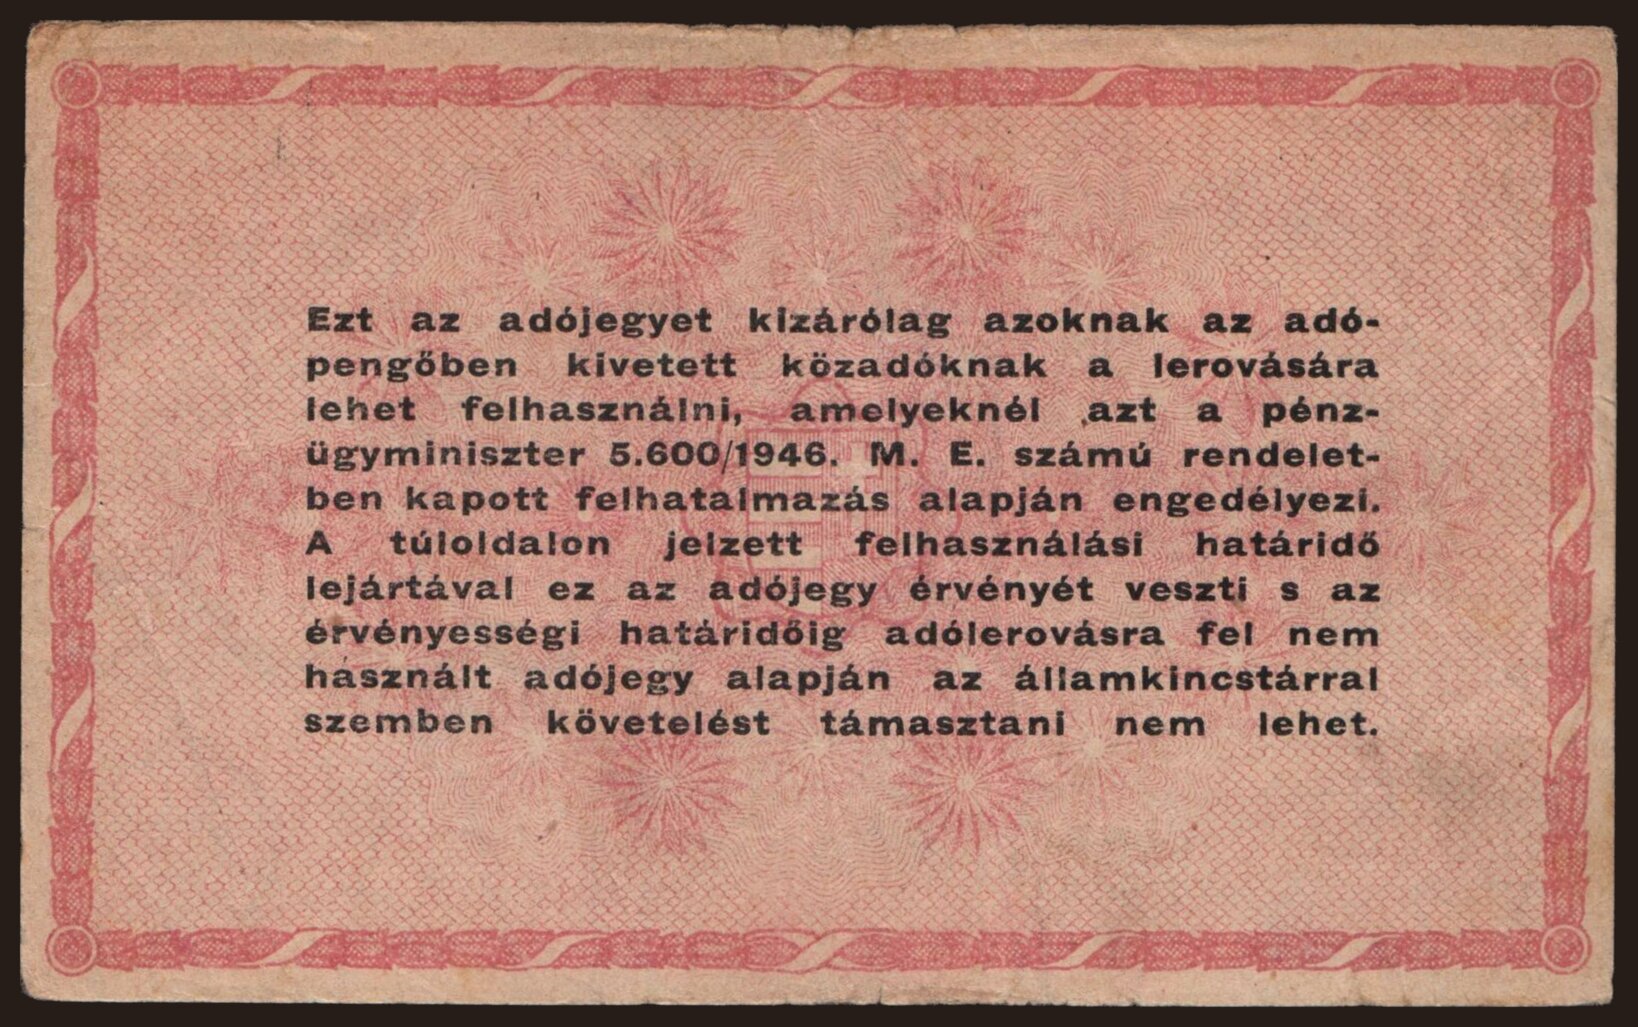 Ezt az adójegyet kizárólag azoknak az adó-
pengőben kivetett közadóknak a lerovására
lehet felhasználni, amelyeknél azt a pénz-
ügyminiszter 5.600/1946. M. E. számú rendelet-
ben kapott felhatalmazás alapján engedélyezi.
A túloldalon jelzett felhasználási határidő
lejártával ez az adójegy érvényét veszti s az
érvényességi határidőig adólerovásra fel nem
használt adójegy alapján az államkincstárral
szemben követelést támasztani nem lehet.